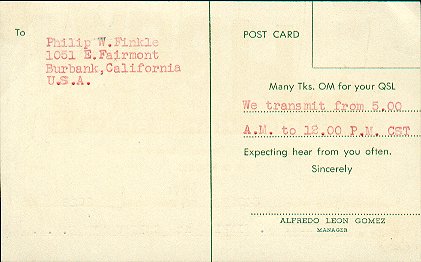 To
Philip W.Finkle
1051 E.Fairmont
Burbank,California
U.S.A.
POST CARD
Many Tks. OM for your QSL
We transmit from 5.00
A.M. to 12.00 P.M. CST
Expecting hear from you often.
Sincerely
ALFREDO LEON GOMEZ
MANAGER